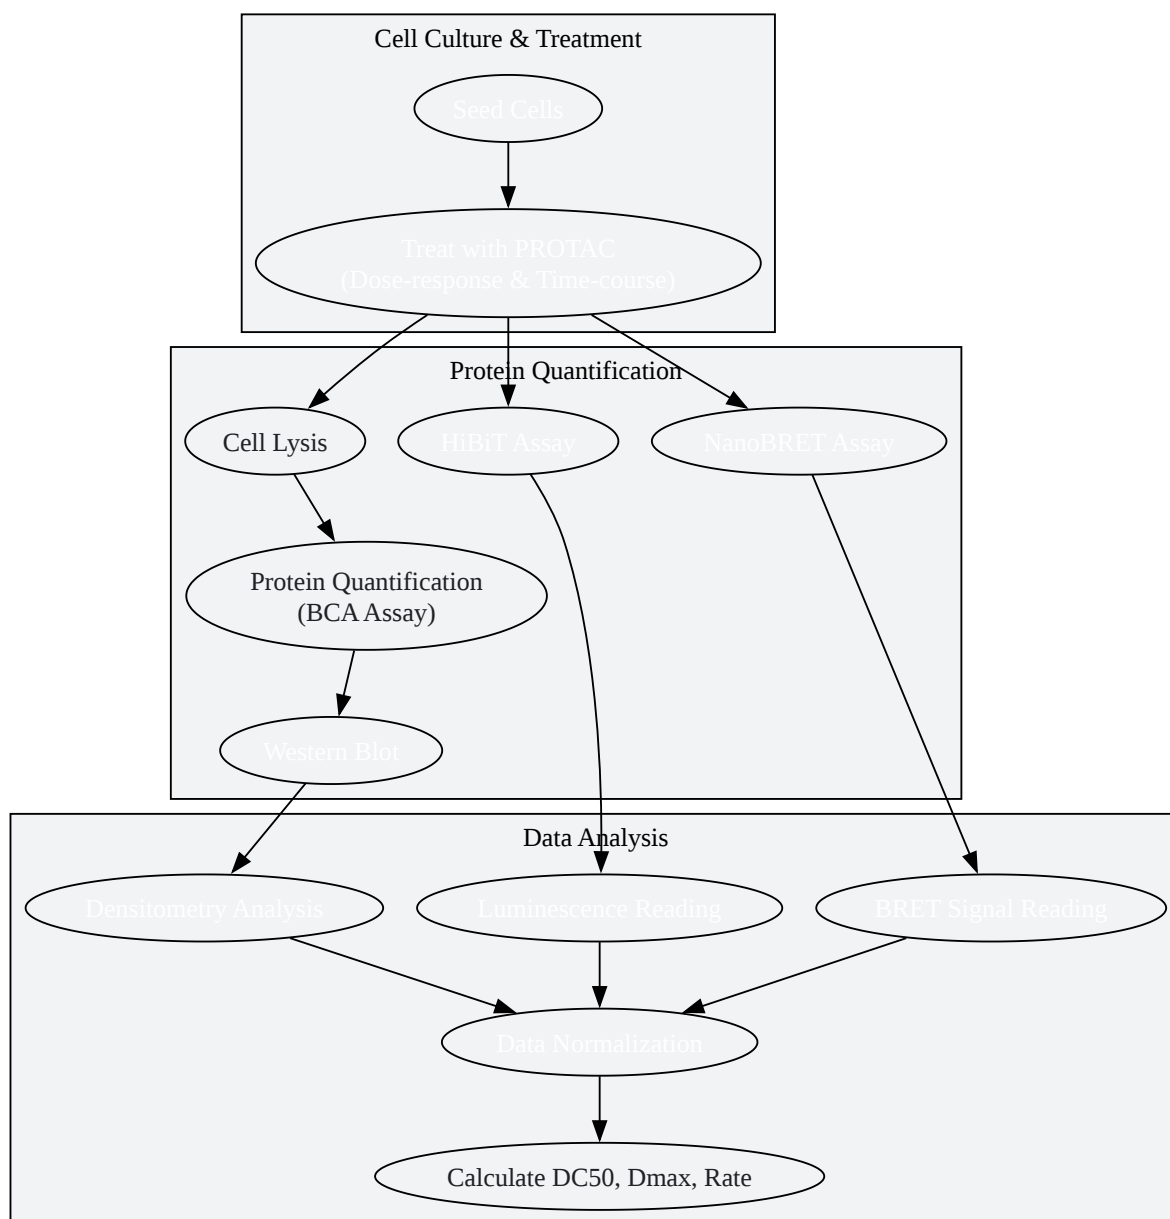 Cell Culture & Treatment
Seed Cells
Treat with PROTAC
(Dose-response & Time-course)
Protein Quantification
Cell Lysis
HiBiT Assay
NanoBRET Assay
Protein Quantification
(BCA Assay)
Western Blot
Data Analysis
Densitometry Analysis
Luminescence Reading
BRET Signal Reading
Data Normalization
Calculate DC50, Dmax, Rate